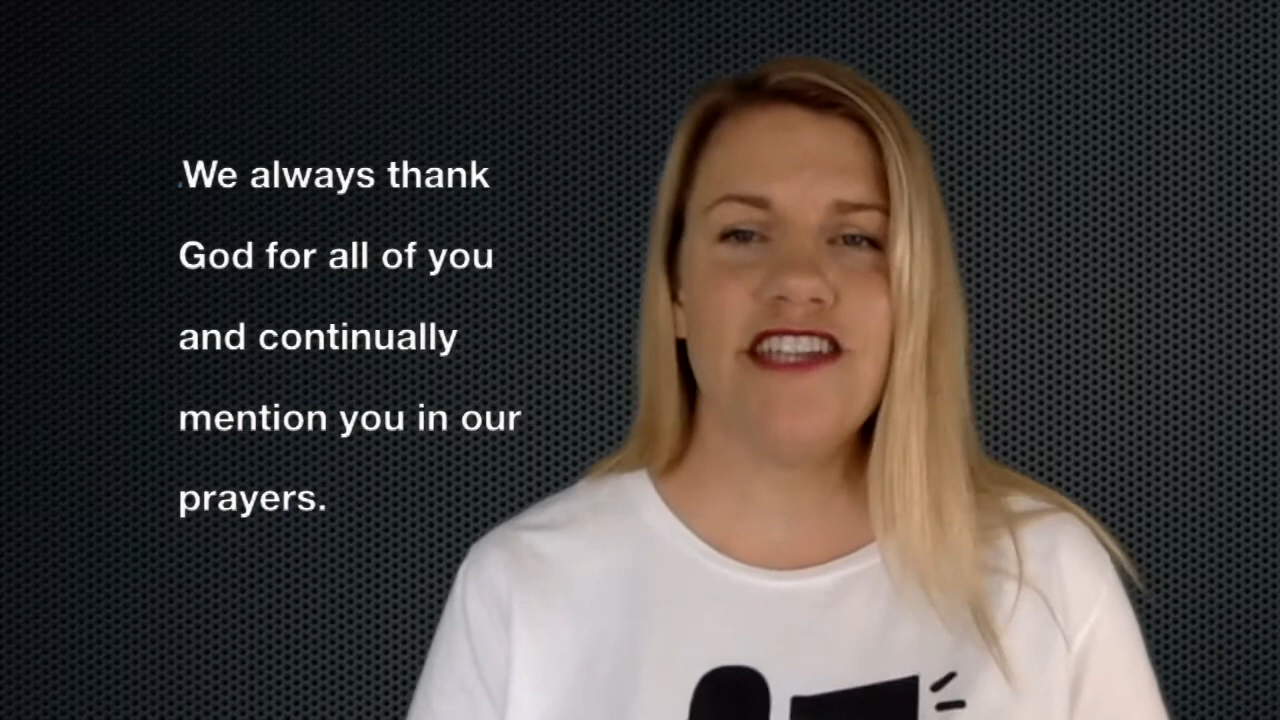 We always thank
God for all of you
and continually
mention you in our
prayers.